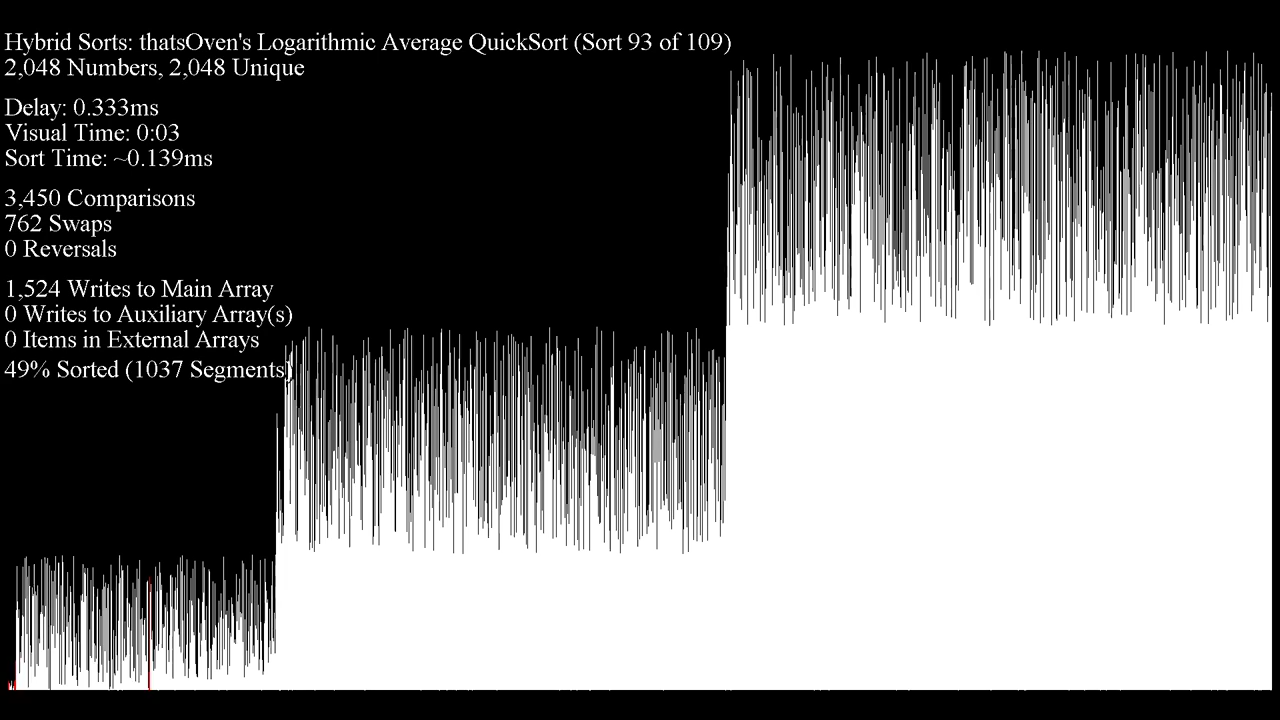 Hybrid Sorts: thatsOven's Logarithmic Average QuickSort (Sort 93 of 109)
2,048 Numbers, 2,048 Unique
Delay: 0.333ms
Visual Time: 0:03
Sort Time: ~0.139ms
3,450 Comparisons
762 Swaps
0 Reversals
1,524 Writes to Main Array
0 Writes to Auxiliary Array(s)
0 Items in External Arrays
49% Sorted (1037 Segments)